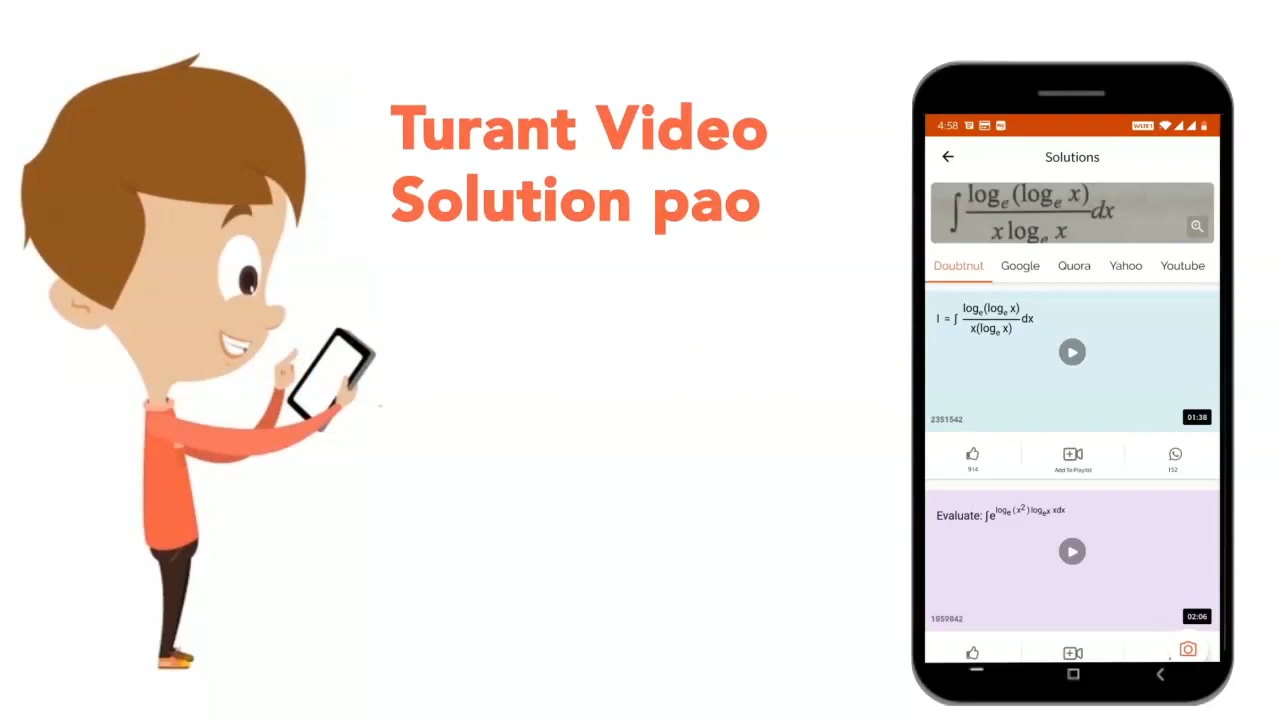 Turant Video
Solution pao
4:58
Solutions
∫ logₑ(logₑ x) / x logₑ x dx
Doubtnut Google Quora Yahoo Youtube
I = ∫ logₑ(logₑ x) / x(logₑ x) dx
2351542 01:38
914 Add To Playlist 152
Evaluate: ∫e^logₑ(x²)logₑx xdx
1859842 02:06